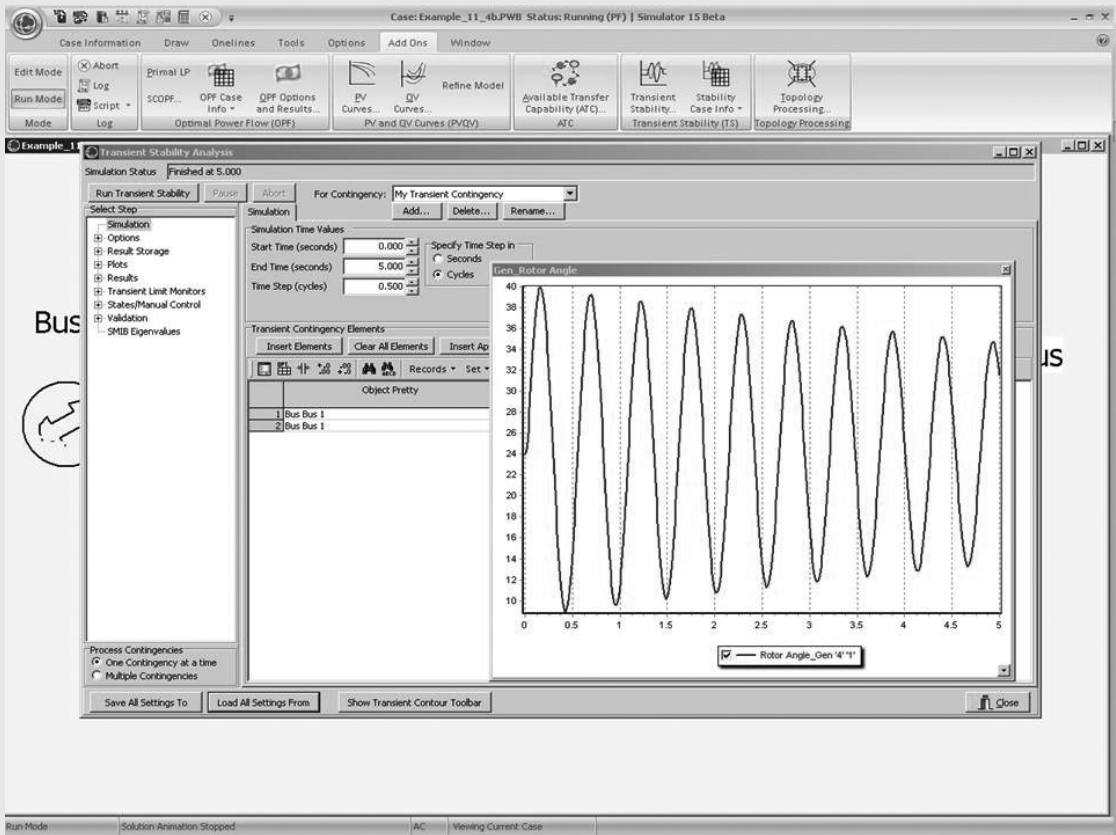 Case: Example_11_4b.PWB Status: Running (PF) | Simulator 15 Beta
Case Information Draw Onelines Tools Options Add Ons Window
Edit Mode
Run Mode
Mode
Abort
Log
Script
Log
Primal LP
SCOPF...
OPF Case Info
OPF Options and Results...
Optimal Power Flow (OPF)
PV Curves...
QV Curves...
Refine Model
PV and QV Curves (PVQV)
Available Transfer Capability (ATC)...
ATC
Transient Stability...
Stability Case Info
Transient Stability (TS)
Topology Processing...
Topology Processing
Example_11
Transient Stability Analysis
Simulation Status Finished at 5.000
Run Transient Stability Pause Abort For Contingency: My Transient Contingency
Add... Delete... Rename...
Select Step
Simulation
Options
Result Storage
Plots
Results
Transient Limit Monitors
States/Manual Control
Validation
SMIB Eigenvalues
Simulation
Simulation Time Values
Start Time (seconds) 0.000
End Time (seconds) 5.000
Time Step (cycles) 0.500
Specify Time Step in
Seconds
Cycles
Transient Contingency Elements
Insert Elements Clear All Elements Insert Ap
Records Set
Object Pretty
1 Bus Bus 1
2 Bus Bus 1
Gen_Rotor Angle
40
38
36
34
32
30
28
26
24
22
20
18
16
14
12
10
0 0.5 1 1.5 2 2.5 3 3.5 4 4.5 5
Rotor Angle_Gen '4' '1'
Bus
us
Process Contingencies
One Contingency at a time
Multiple Contingencies
Save All Settings To Load All Settings From Show Transient Contour Toolbar Close
Run Mode Solution Animation Stopped AC Viewing Current Case